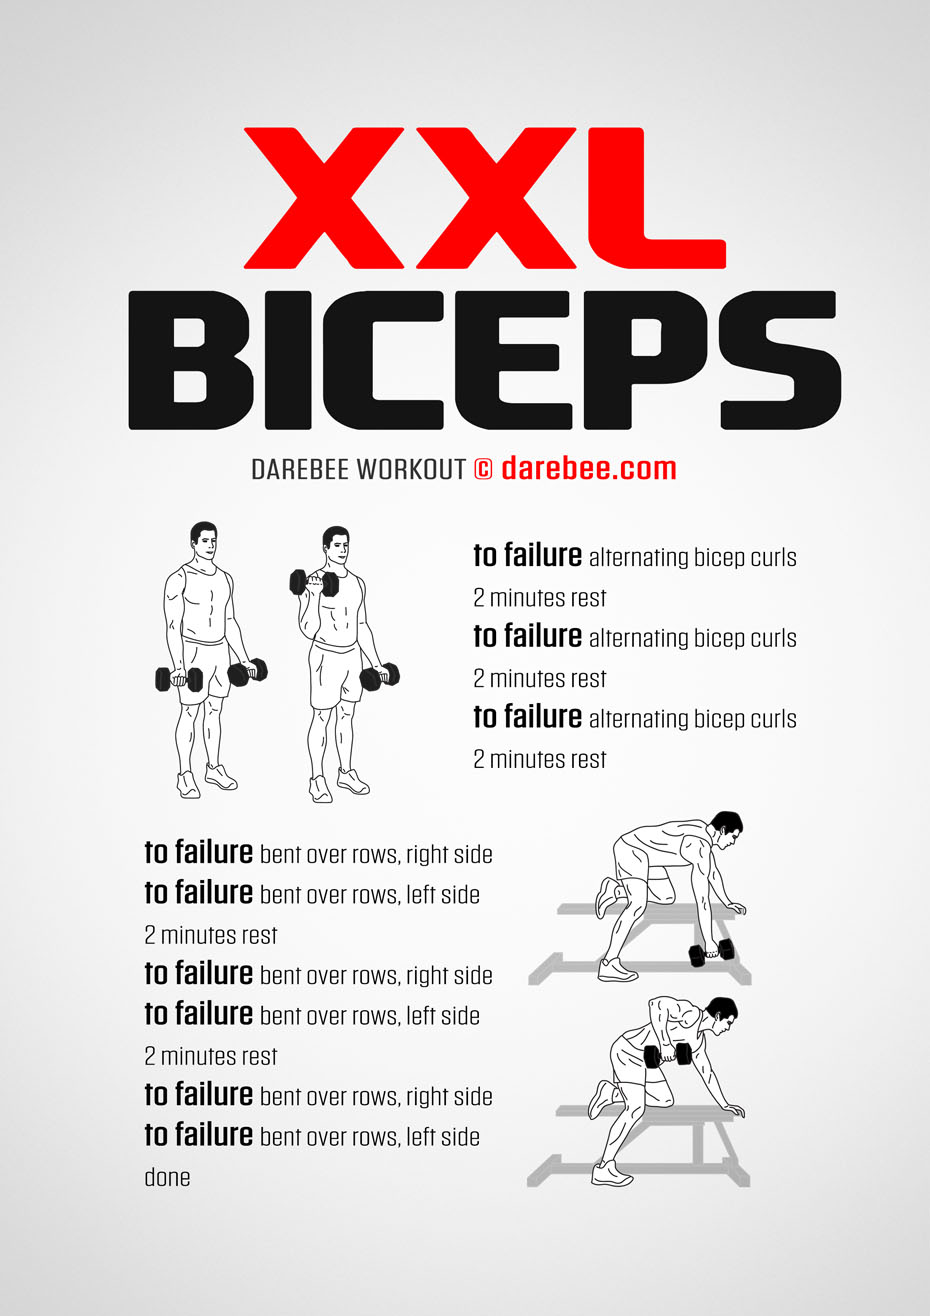 XXL
BICEPS
DAREBEE WORKOUT © darebee.com
to failure alternating bicep curls
2 minutes rest
to failure alternating bicep curls
2 minutes rest
to failure alternating bicep curls
2 minutes rest
to failure bent over rows, right side
to failure bent over rows, left side
2 minutes rest
to failure bent over rows, right side
to failure bent over rows, left side
2 minutes rest
to failure bent over rows, right side
to failure bent over rows, left side
done